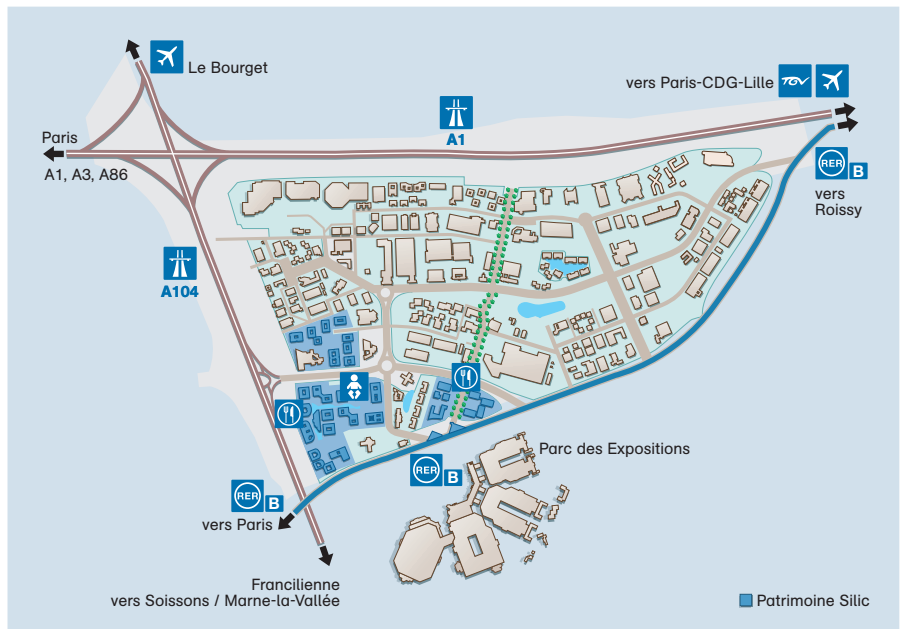 Le Bourget
vers Paris-CDG-Lille TGV
A1
Paris
A1, A3, A86
RER B
vers
Roissy
A104
Parc des Expositions
RER B
RER B
vers Paris
Francilienne
vers Soissons / Marne-la-Vallée
Patrimoine Silic